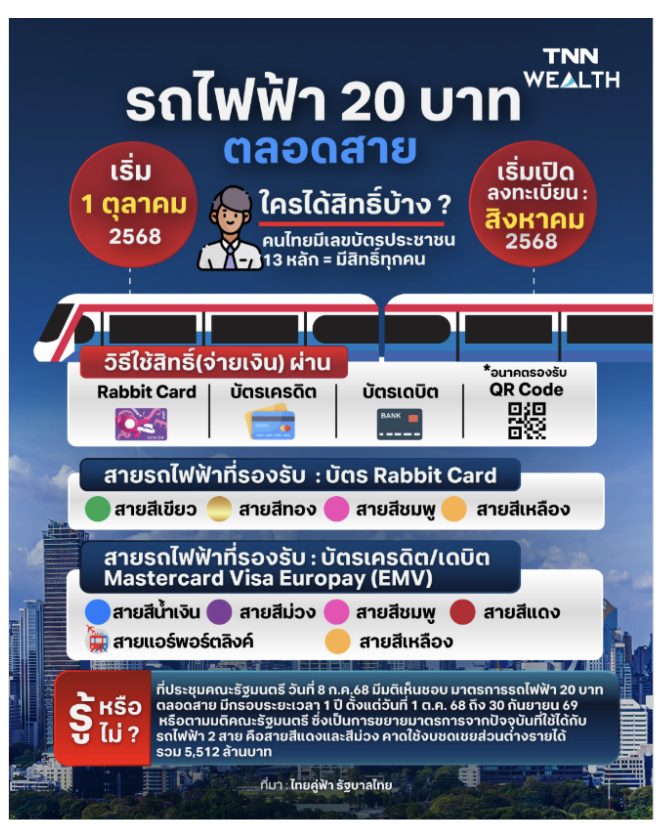 TNN
WEALTH
รถไฟฟ้า 20 บาท
ตลอดสาย
เริ่ม
1 ตุลาคม
2568
ใครได้สิทธิ์บ้าง ?
คนไทยมีเลขบัตรประชาชน
13 หลัก = มีสิทธิ์ทุกคน
เริ่มเปิด
ลงทะเบียน :
สิงหาคม
2568
วิธีใช้สิทธิ์(จ่ายเงิน) ผ่าน
Rabbit Card
บัตรเครดิต
บัตรเดบิต
BANK
*อนาคตรองรับ
QR Code
สายรถไฟฟ้าที่รองรับ : บัตร Rabbit Card
สายสีเขียว สายสีทอง สายสีชมพู สายสีเหลือง
สายรถไฟฟ้าที่รองรับ : บัตรเครดิต/เดบิต
Mastercard Visa Europay (EMV)
สายสีน้ำเงิน สายสีม่วง สายสีชมพู สายสีแดง
สายแอร์พอร์ตลิงค์ สายสีเหลือง
รู้หรือ
ไม่ ?
ที่ประชุมคณะรัฐมนตรี วันที่ 8 ก.ค.68 มีมติเห็นชอบ มาตรการรถไฟฟ้า 20 บาท
ตลอดสาย มีกรอบระยะเวลา 1 ปี ตั้งแต่วันที่ 1 ต.ค. 68 ถึง 30 กันยายน 69
หรือตามมติคณะรัฐมนตรี ซึ่งเป็นการขยายมาตรการจากปัจจุบันที่ใช้ได้กับ
รถไฟฟ้า 2 สาย คือสายสีแดงและสีม่วง คาดใช้งบชดเชยส่วนต่างรายได้
รวม 5,512 ล้านบาท
ที่มา : ไทยคู่ฟ้า รัฐบาลไทย